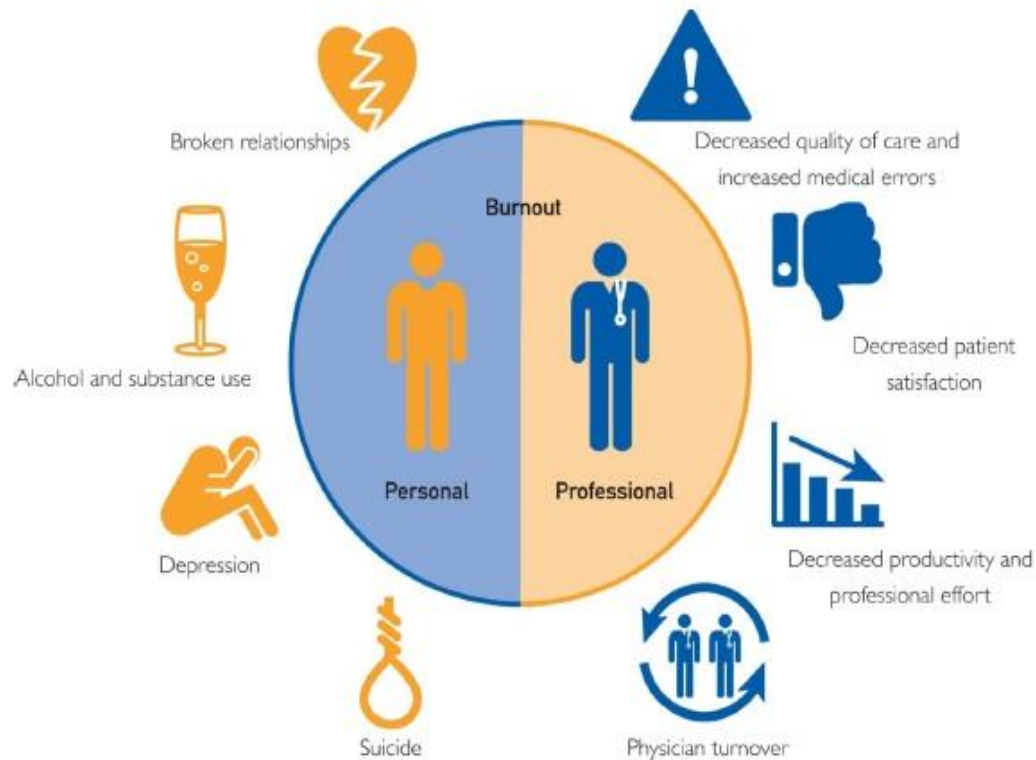 Broken relationships
Decreased quality of care and
increased medical errors
Burnout
Alcohol and substance use
Decreased patient
satisfaction
Personal
Professional
Depression
Decreased productivity and
professional effort
Suicide
Physician turnover